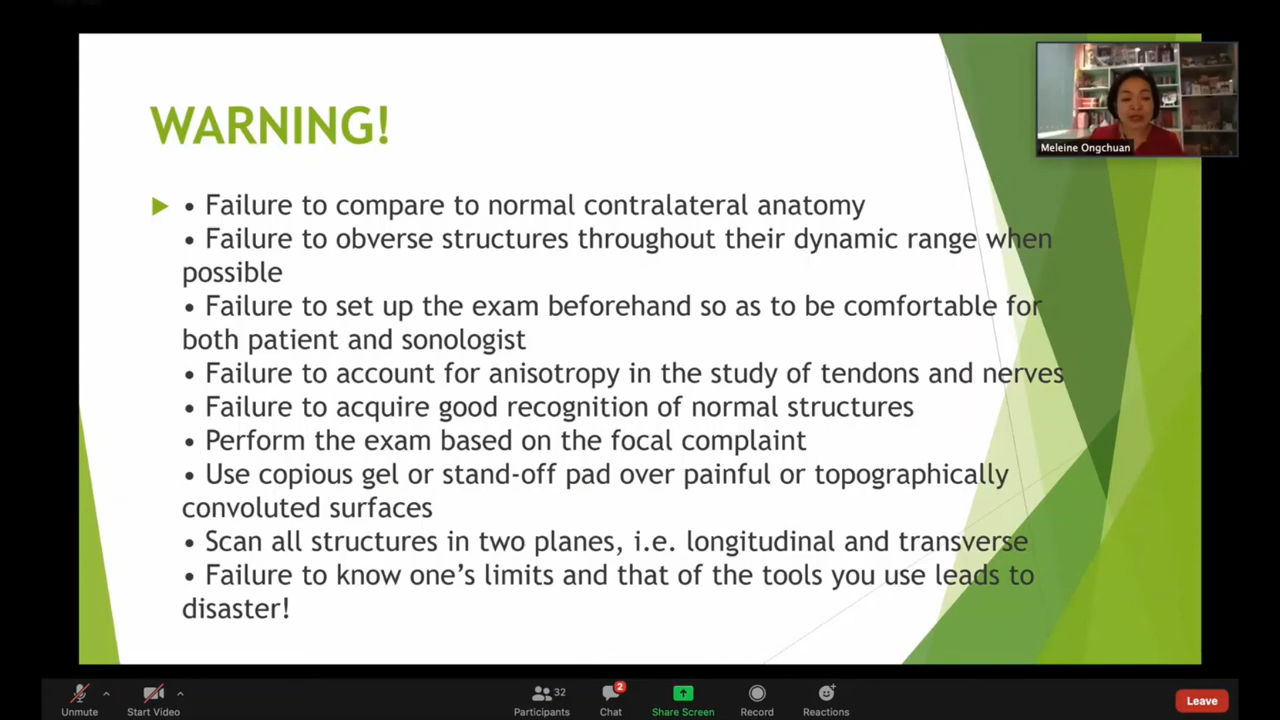 WARNING!
• Failure to compare to normal contralateral anatomy
• Failure to obverse structures throughout their dynamic range when
possible
• Failure to set up the exam beforehand so as to be comfortable for
both patient and sonologist
• Failure to account for anisotropy in the study of tendons and nerves
• Failure to acquire good recognition of normal structures
• Perform the exam based on the focal complaint
• Use copious gel or stand-off pad over painful or topographically
convoluted surfaces
• Scan all structures in two planes, i.e. longitudinal and transverse
• Failure to know one’s limits and that of the tools you use leads to
disaster!
Meleine Ongchuan
Unmute
Start Video
32
Participants
2
Chat
Share Screen
Record
Reactions
Leave